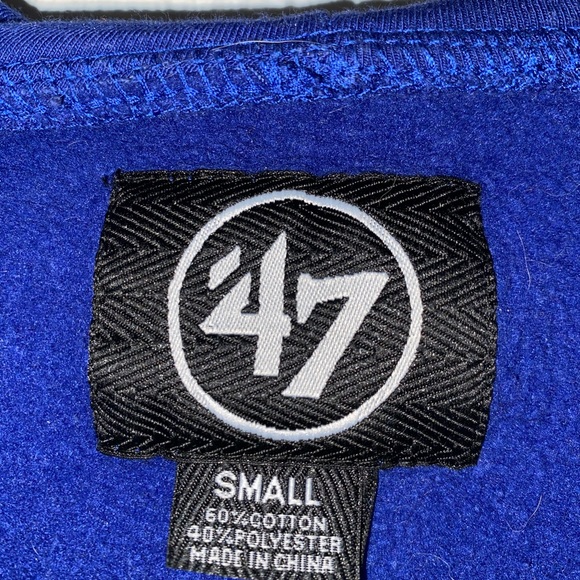 '47
SMALL
60%COTTON
40%POLYESTER
MADE IN CHINA